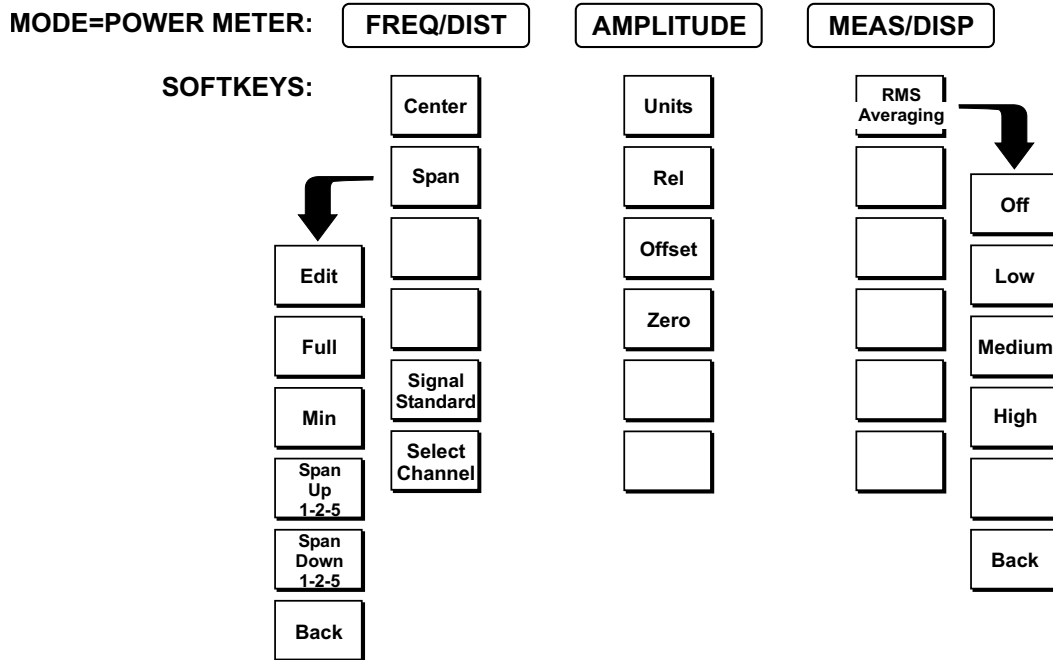 MODE=POWER METER: FREQ/DIST AMPLITUDE MEAS/DISP
SOFTKEYS:
Center
Span
Signal
Standard
Select
Channel
Edit
Full
Min
Span
Up
1-2-5
Span
Down
1-2-5
Back
Units
Rel
Offset
Zero
RMS
Averaging
Off
Low
Medium
High
Back